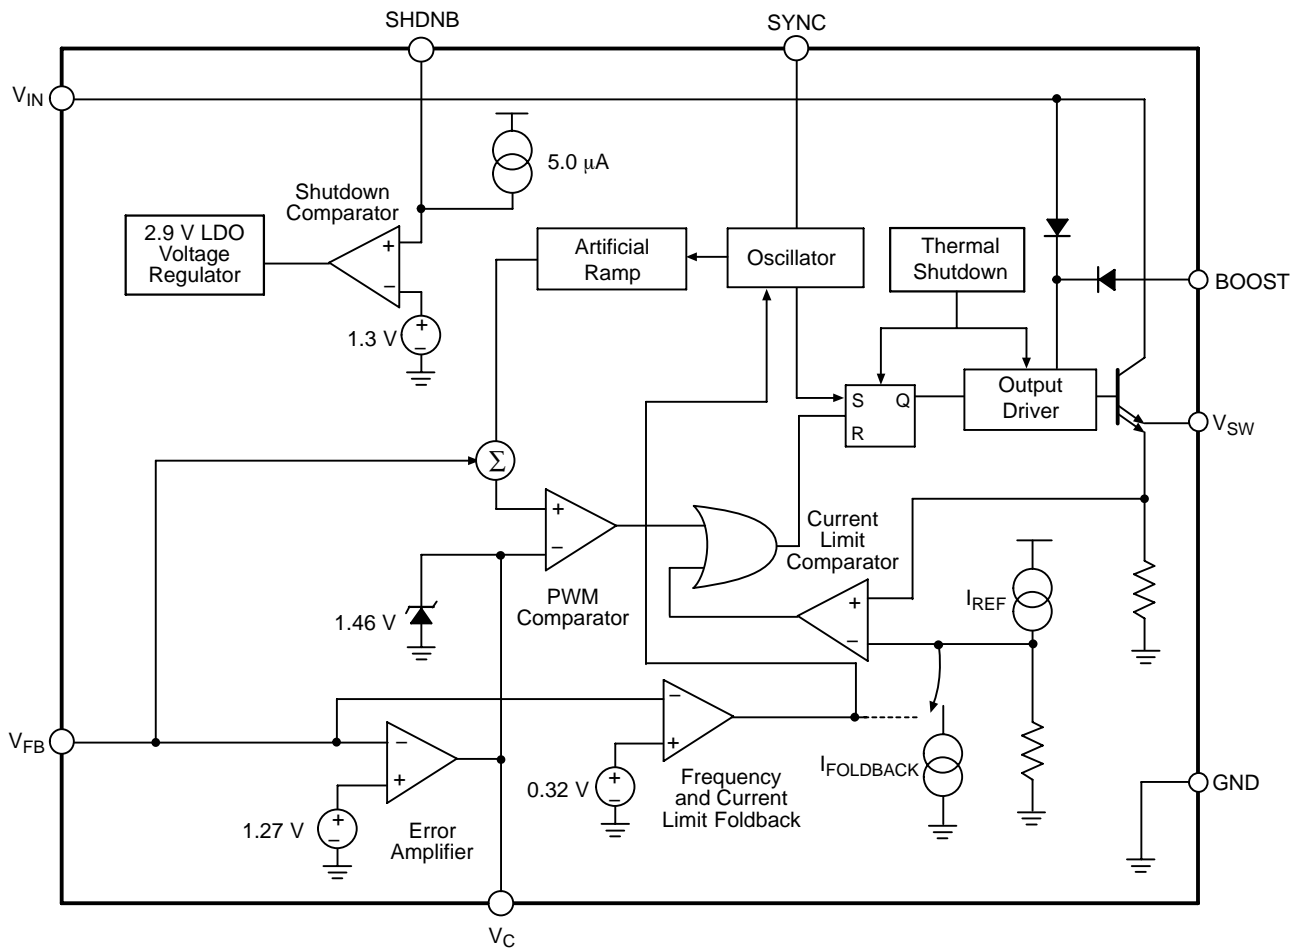 SHDNB
SYNC
VIN
5.0 μA
Shutdown
Comparator
2.9 V LDO
Voltage
Regulator
+
−
1.3 V
+
−
Artificial
Ramp
Oscillator
Thermal
Shutdown
BOOST
S
Q
R
Output
Driver
VSW
Σ
+
−
PWM
Comparator
1.46 V
Current
Limit
Comparator
+
−
IREF
VFB
−
+
Error
Amplifier
1.27 V
+
−
−
+
0.32 V
+
−
Frequency
and Current
Limit Foldback
IFOLDBACK
GND
VC